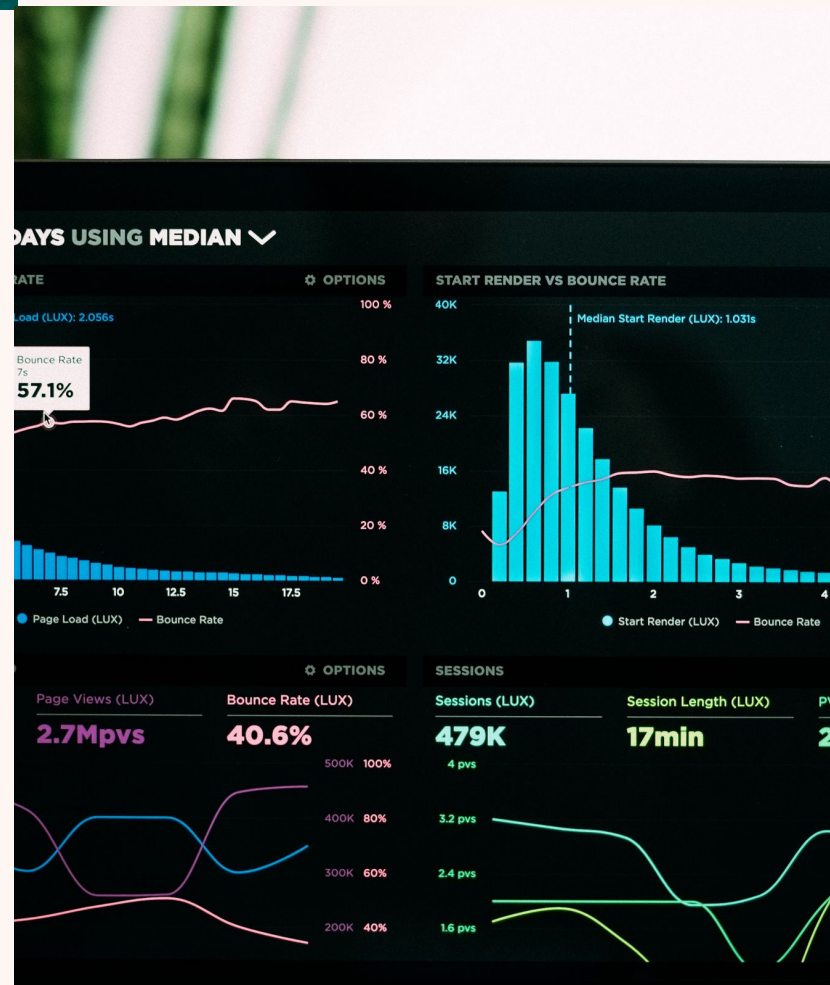 DAYS USING MEDIAN
RATE
OPTIONS
Load (LUX): 2.056s
Bounce Rate
7s
57.1%
100 %
80 %
60 %
40 %
20 %
0 %
7.5 10 12.5 15 17.5
Page Load (LUX) Bounce Rate
START RENDER VS BOUNCE RATE
Median Start Render (LUX): 1.031s
40K
32K
24K
16K
8K
0
0 1 2 3 4
Start Render (LUX) Bounce Rate
OPTIONS
Page Views (LUX)
2.7Mpvs
Bounce Rate (LUX)
40.6%
500K 100%
400K 80%
300K 60%
200K 40%
SESSIONS
Sessions (LUX)
479K
Session Length (LUX)
17min
PV
2
4 pvs
3.2 pvs
2.4 pvs
1.6 pvs